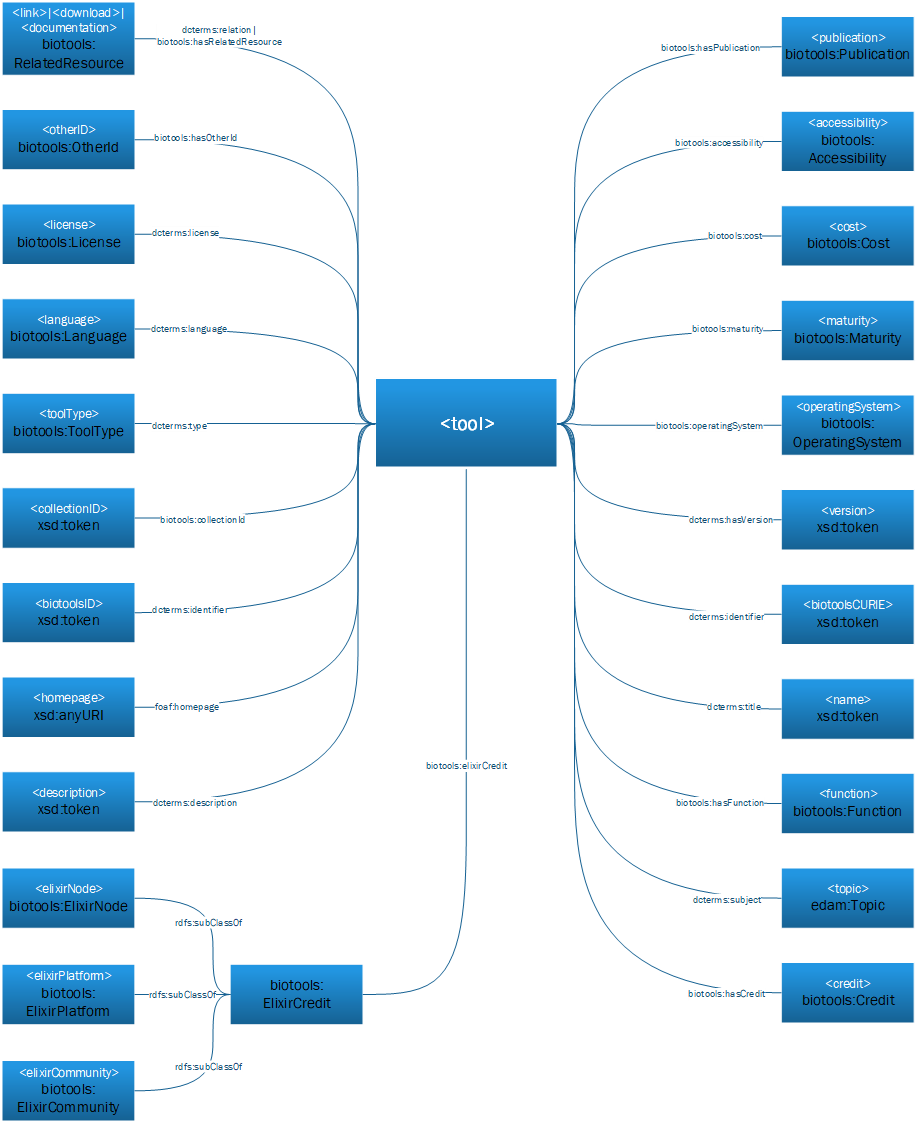 <link>|<download>|
<documentation>
biotools:
RelatedResource
dcterms:relation |
biotools:hasRelatedResource
<otherID>
biotools:OtherId
biotools:hasOtherId
<license>
biotools:License
dcterms:license
<language>
biotools:Language
dcterms:language
<toolType>
biotools:ToolType
dcterms:type
<collectionID>
xsd:token
biotools:collectionId
<biotoolsID>
xsd:token
dcterms:identifier
<homepage>
xsd:anyURI
foaf:homepage
<description>
xsd:token
dcterms:description
<elixirNode>
biotools:ElixirNode
rdfs:subClassOf
<elixirPlatform>
biotools:
ElixirPlatform
rdfs:subClassOf
<elixirCommunity>
biotools:
ElixirCommunity
rdfs:subClassOf
biotools:
ElixirCredit
biotools:elixirCredit
<tool>
biotools:hasPublication
<publication>
biotools:Publication
biotools:accessibility
<accessibility>
biotools:
Accessibility
biotools:cost
<cost>
biotools:Cost
biotools:maturity
<maturity>
biotools:Maturity
biotools:operatingSystem
<operatingSystem>
biotools:
OperatingSystem
dcterms:hasVersion
<version>
xsd:token
dcterms:identifier
<biotoolsCURIE>
xsd:token
dcterms:title
<name>
xsd:token
biotools:hasFunction
<function>
biotools:Function
dcterms:subject
<topic>
edam:Topic
biotools:hasCredit
<credit>
biotools:Credit